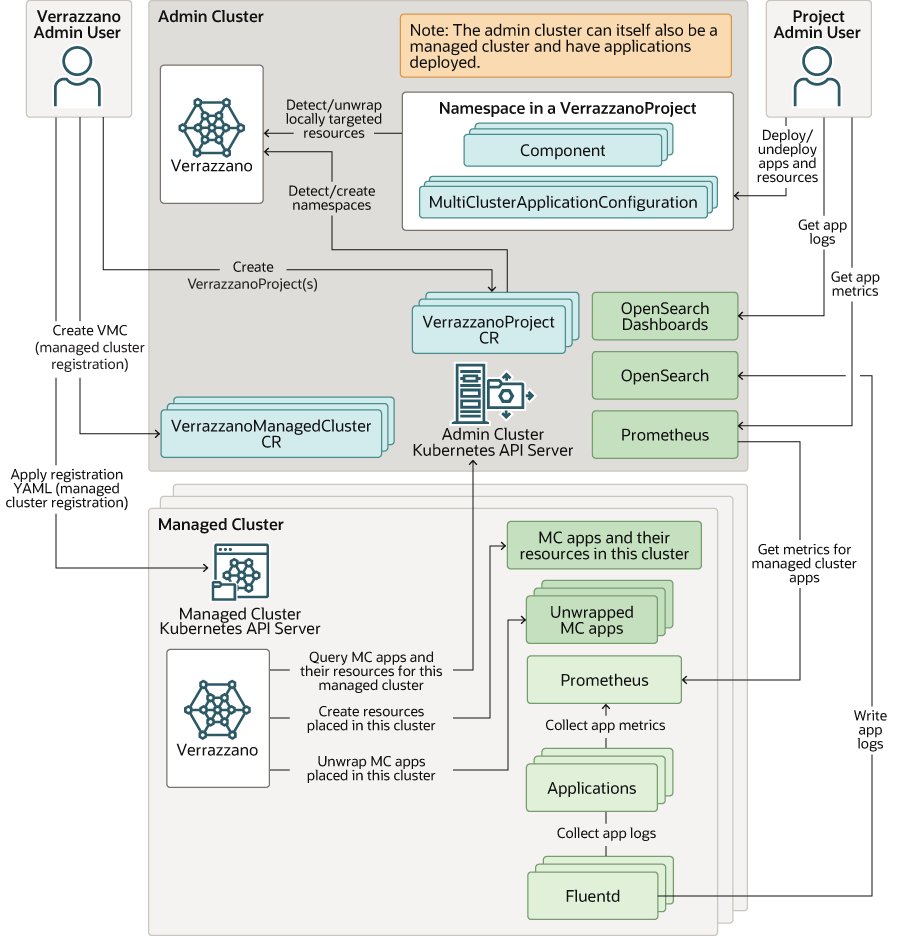 Verrazzano
Admin User
Admin Cluster
Note: The admin cluster can itself also be a
managed cluster and have applications
deployed.
Project
Admin User
Verrazzano
Detect/unwrap
locally targeted
resources
Namespace in a VerrazzanoProject
Component
MultiClusterApplicationConfiguration
Deploy/
undeploy
apps and
resources
Detect/create
namespaces
Get app
logs
Get app
metrics
Create
VerrazzanoProject(s)
VerrazzanoProject
CR
OpenSearch
Dashboards
OpenSearch
Prometheus
Create VMC
(managed cluster
registration)
VerrazzanoManagedCluster
CR
Admin Cluster
Kubernetes API Server
Apply registration
YAML (managed
cluster registration)
Managed Cluster
Managed Cluster
Kubernetes API Server
MC apps and their
resources in this cluster
Get metrics for
managed cluster
apps
Unwrapped
MC apps
Verrazzano
Query MC apps and
their resources for this
managed cluster
Create resources
placed in this cluster
Unwrap MC apps
placed in this cluster
Prometheus
Collect app metrics
Write
app
logs
Applications
Collect app logs
Fluentd